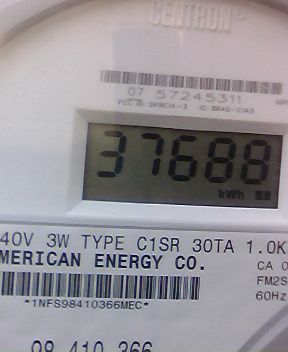 CENTRON®
07 57245311
37688
kWh
40V 3W TYPE C1SR 30TA 1.0K
MERICAN ENERGY CO.
CA 0
FM2S
*1NFS98410366MEC*
60Hz
98 410 366